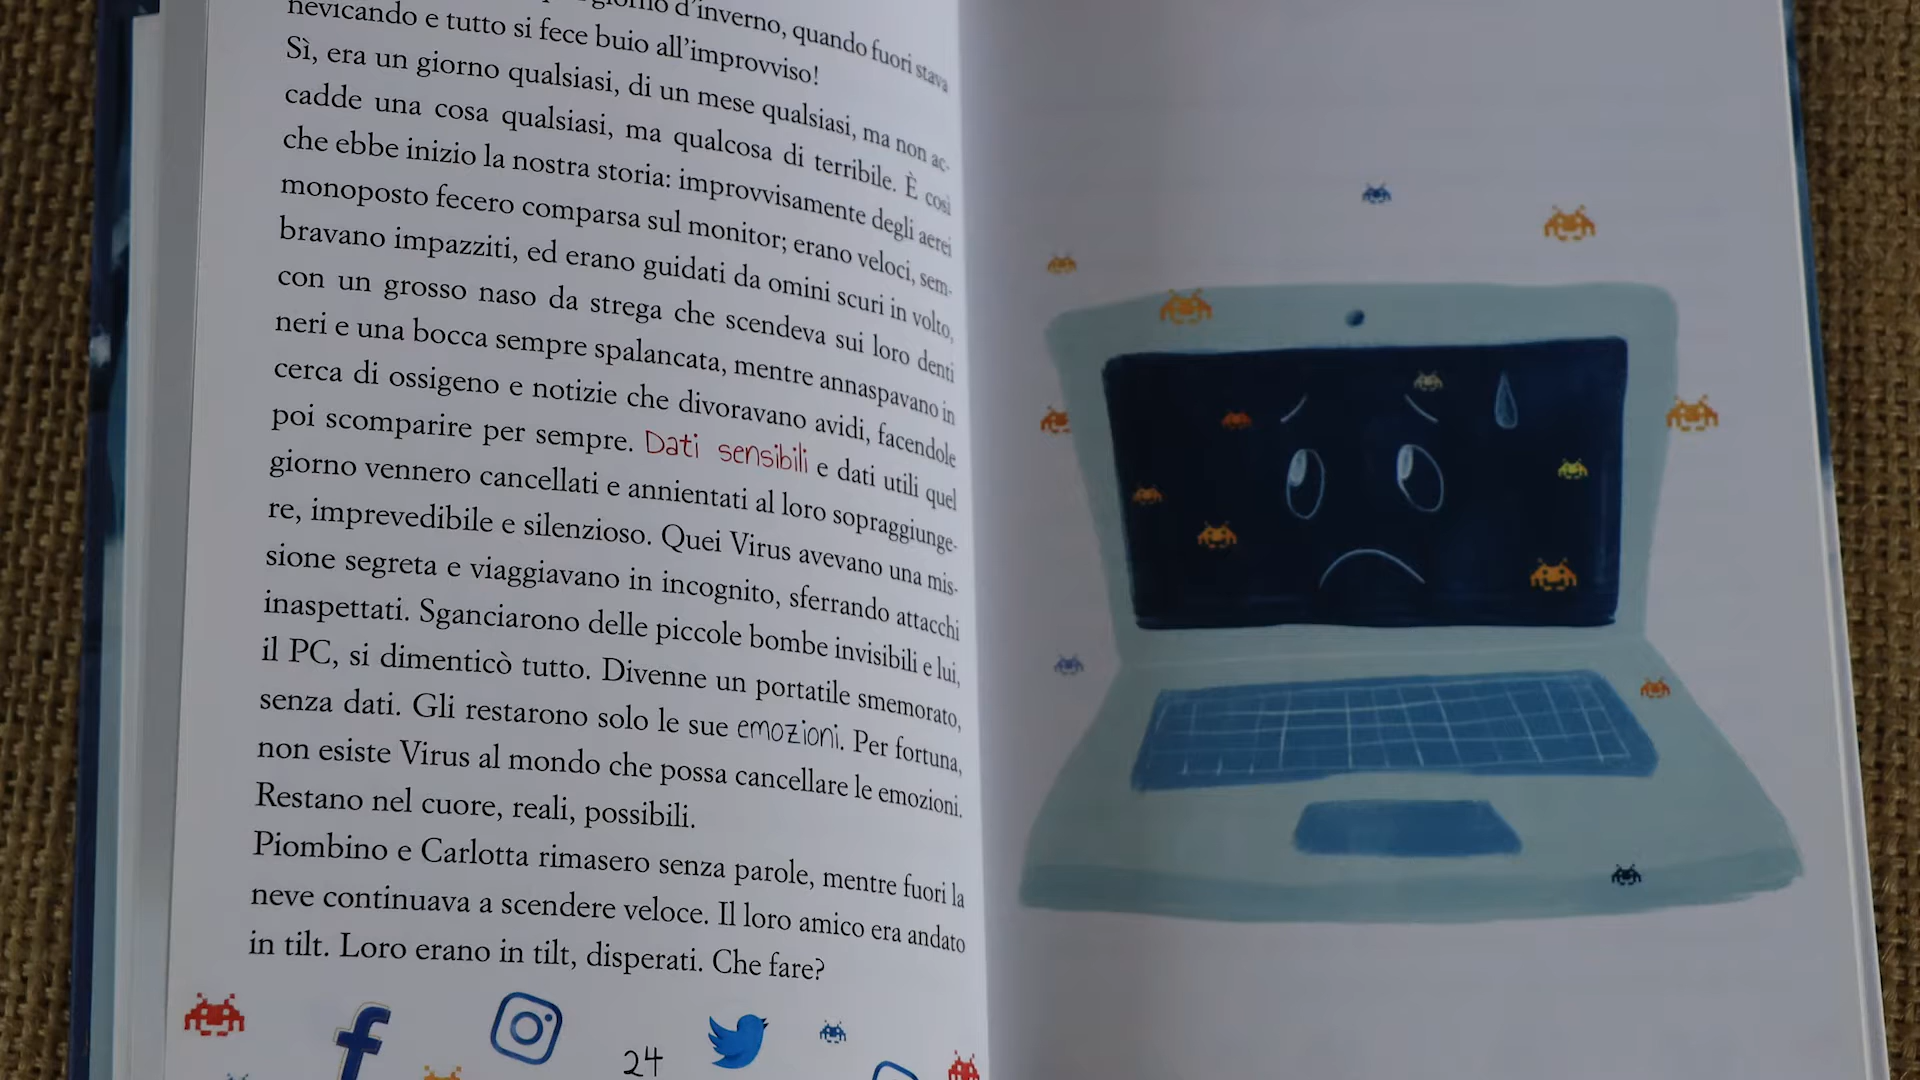 giorno d'inverno, quando fuori stava
nevicando e tutto si fece buio all'improvviso!
Sì, era un giorno qualsiasi, di un mese qualsiasi, ma non ac-
cadde una cosa qualsiasi, ma qualcosa di terribile. È così
che ebbe inizio la nostra storia: improvvisamente degli aerei
monoposto fecero comparsa sul monitor; erano veloci, sem-
bravano impazziti, ed erano guidati da omini scuri in volto,
con un grosso naso da strega che scendeva sui loro denti
neri e una bocca sempre spalancata, mentre annaspavano in
cerca di ossigeno e notizie che divoravano avidi, facendole
poi scomparire per sempre. Dati sensibili e dati utili quel
giorno vennero cancellati e annientati al loro sopraggiunge-
re, imprevedibile e silenzioso. Quei Virus avevano una mis-
sione segreta e viaggiavano in incognito, sferrando attacchi
inaspettati. Sganciarono delle piccole bombe invisibili e lui,
il PC, si dimenticò tutto. Divenne un portatile smemorato,
senza dati. Gli restarono solo le sue emozioni. Per fortuna,
non esiste Virus al mondo che possa cancellare le emozioni.
Restano nel cuore, reali, possibili.
Piombino e Carlotta rimasero senza parole, mentre fuori la
neve continuava a scendere veloce. Il loro amico era andato
in tilt. Loro erano in tilt, disperati. Che fare?
24